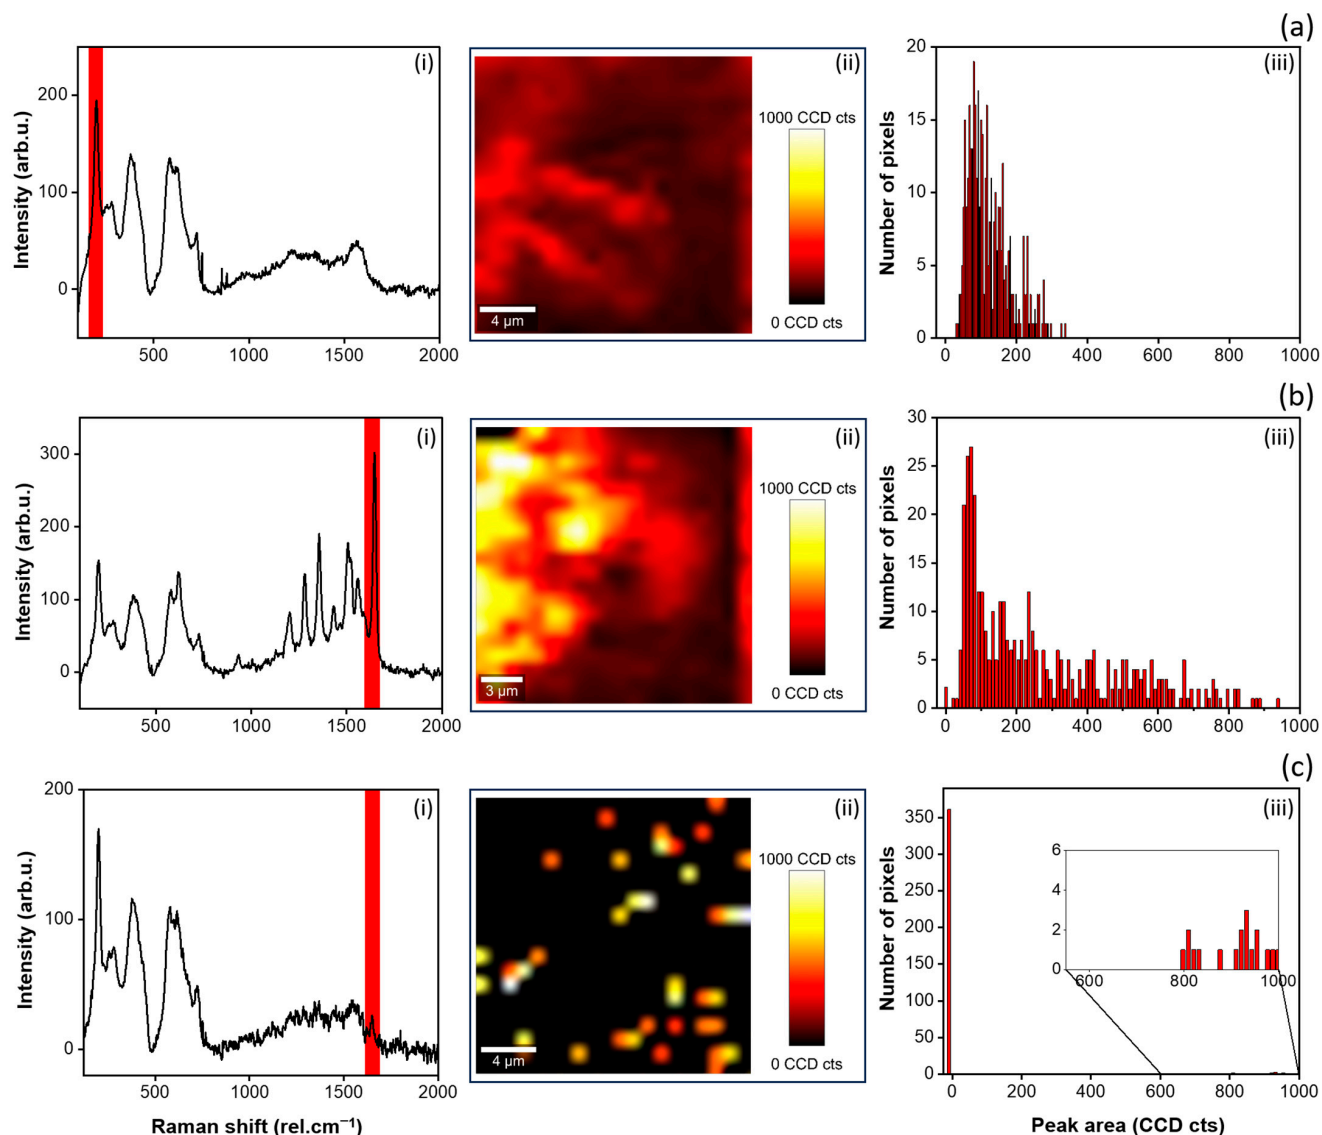 (a)
(i)
Intensity (arb.u.)
200
100
0
500 1000 1500 2000
(ii)
1000 CCD cts
0 CCD cts
4 µm
(iii)
Number of pixels
20
15
10
5
0
0 200 400 600 800 1000
(b)
(i)
Intensity (arb.u.)
300
200
100
0
500 1000 1500 2000
(ii)
1000 CCD cts
0 CCD cts
3 µm
(iii)
Number of pixels
30
25
20
15
10
5
0
0 200 400 600 800 1000
(c)
(i)
Intensity (arb.u.)
200
100
0
500 1000 1500 2000
Raman shift (rel.cm⁻¹)
(ii)
1000 CCD cts
0 CCD cts
4 µm
(iii)
Number of pixels
350
300
250
200
150
100
50
0
6
4
2
0
600 800 1000
0 200 400 600 800 1000
Peak area (CCD cts)